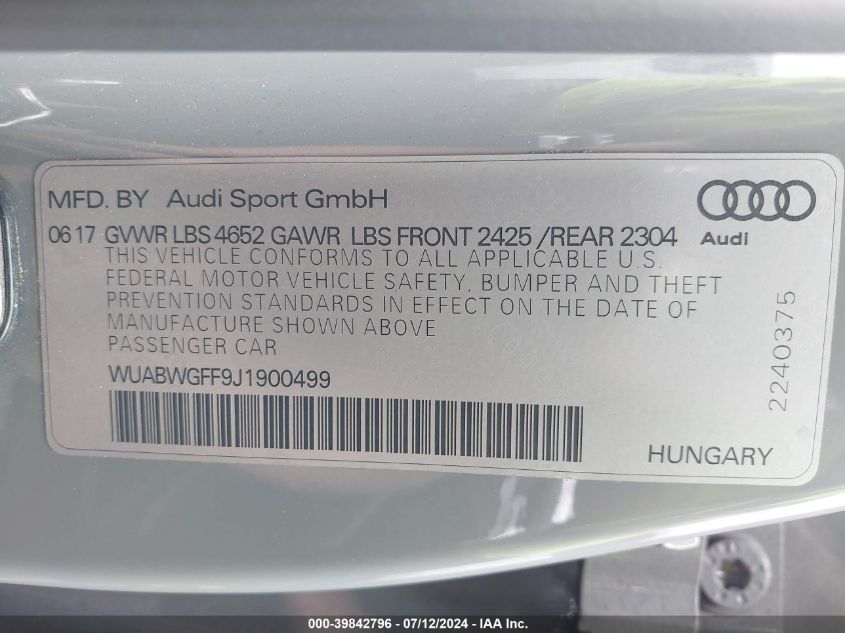 MFD. BY Audi Sport GmbH
06 17 GVWR LBS 4652 GAWR LBS FRONT 2425 /REAR 2304
Audi
THIS VEHICLE CONFORMS TO ALL APPLICABLE U.S.
FEDERAL MOTOR VEHICLE SAFETY, BUMPER AND THEFT
PREVENTION STANDARDS IN EFFECT ON THE DATE OF
MANUFACTURE SHOWN ABOVE
PASSENGER CAR
WUABWGFF9J1900499
2240375
HUNGARY
000-39842796 - 07/12/2024 - IAA Inc.